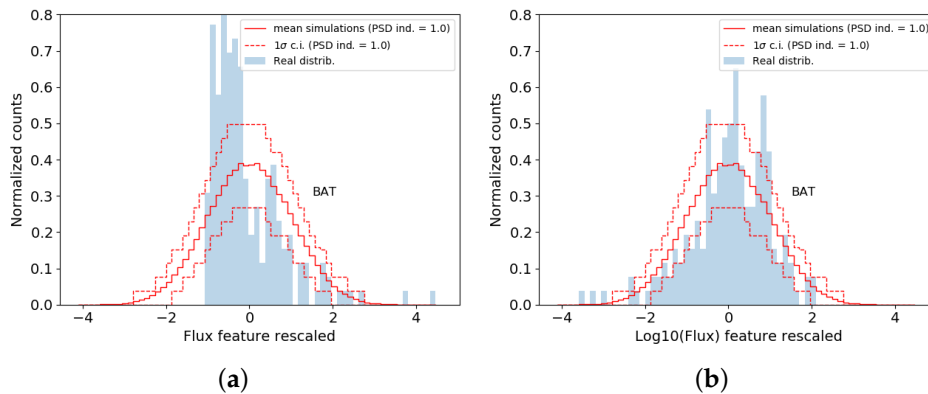 0.8
0.7
0.6
0.5
0.4
0.3
0.2
0.1
0.0
Normalized counts
mean simulations (PSD ind. = 1.0)
1σ c.i. (PSD ind. = 1.0)
Real distrib.
BAT
−4 −2 0 2 4
Flux feature rescaled
(a)
0.8
0.7
0.6
0.5
0.4
0.3
0.2
0.1
0.0
Normalized counts
mean simulations (PSD ind. = 1.0)
1σ c.i. (PSD ind. = 1.0)
Real distrib.
BAT
−4 −2 0 2 4
Log10(Flux) feature rescaled
(b)